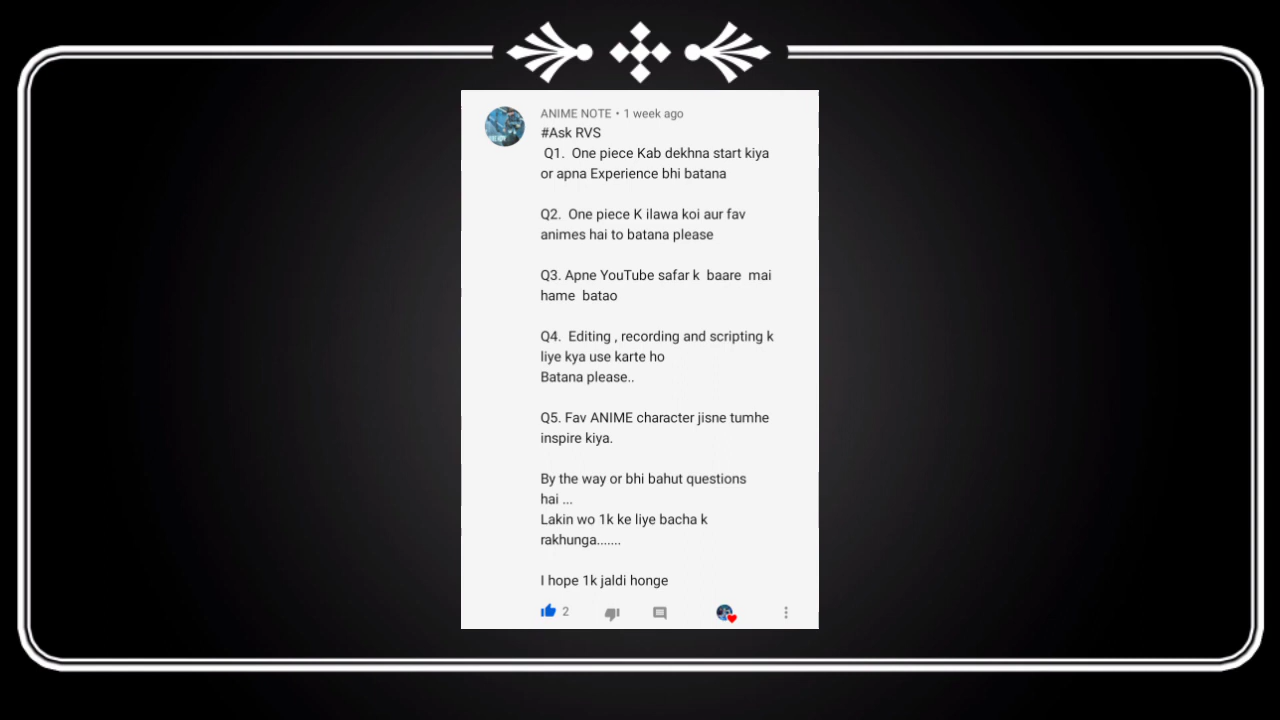 ANIME NOTE • 1 week ago
#Ask RVS
Q1. One piece Kab dekhna start kiya
or apna Experience bhi batana
Q2. One piece K ilawa koi aur fav
animes hai to batana please
Q3. Apne YouTube safar k baare mai
hame batao
Q4. Editing , recording and scripting k
liye kya use karte ho
Batana please..
Q5. Fav ANIME character jisne tumhe
inspire kiya.
By the way or bhi bahut questions
hai ...
Lakin wo 1k ke liye bacha k
rakhunga.......
I hope 1k jaldi honge
2